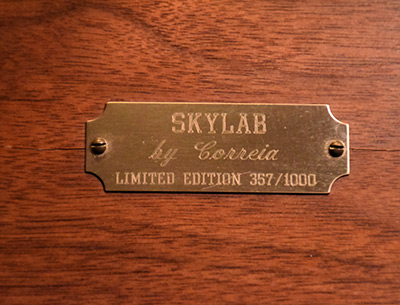 SKYLAB
by Correia
LIMITED EDITION 357/1000